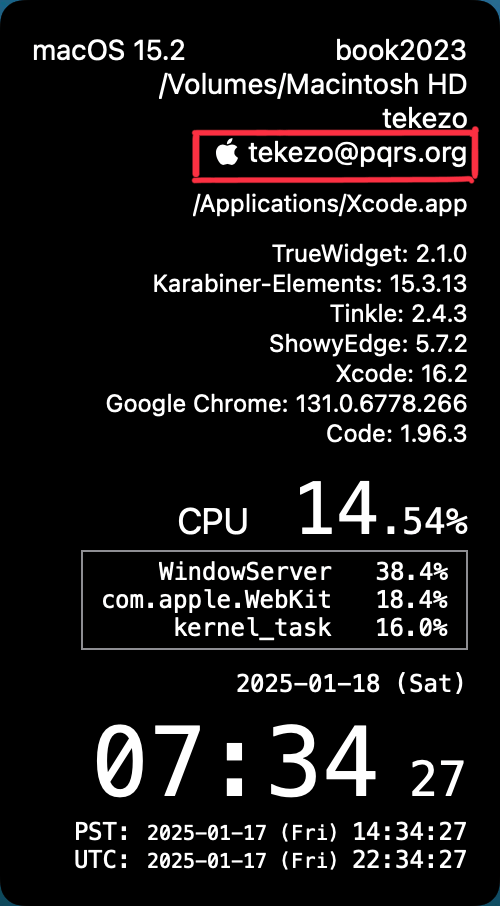 macOS 15.2 book2023
/Volumes/Macintosh HD
tekezo
tekezo@pqrs.org
/Applications/Xcode.app
TrueWidget: 2.1.0
Karabiner-Elements: 15.3.13
Tinkle: 2.4.3
ShowyEdge: 5.7.2
Xcode: 16.2
Google Chrome: 131.0.6778.266
Code: 1.96.3
CPU 14.54%
WindowServer 38.4%
com.apple.WebKit 18.4%
kernel_task 16.0%
2025-01-18 (Sat)
07:34 27
PST: 2025-01-17 (Fri) 14:34:27
UTC: 2025-01-17 (Fri) 22:34:27